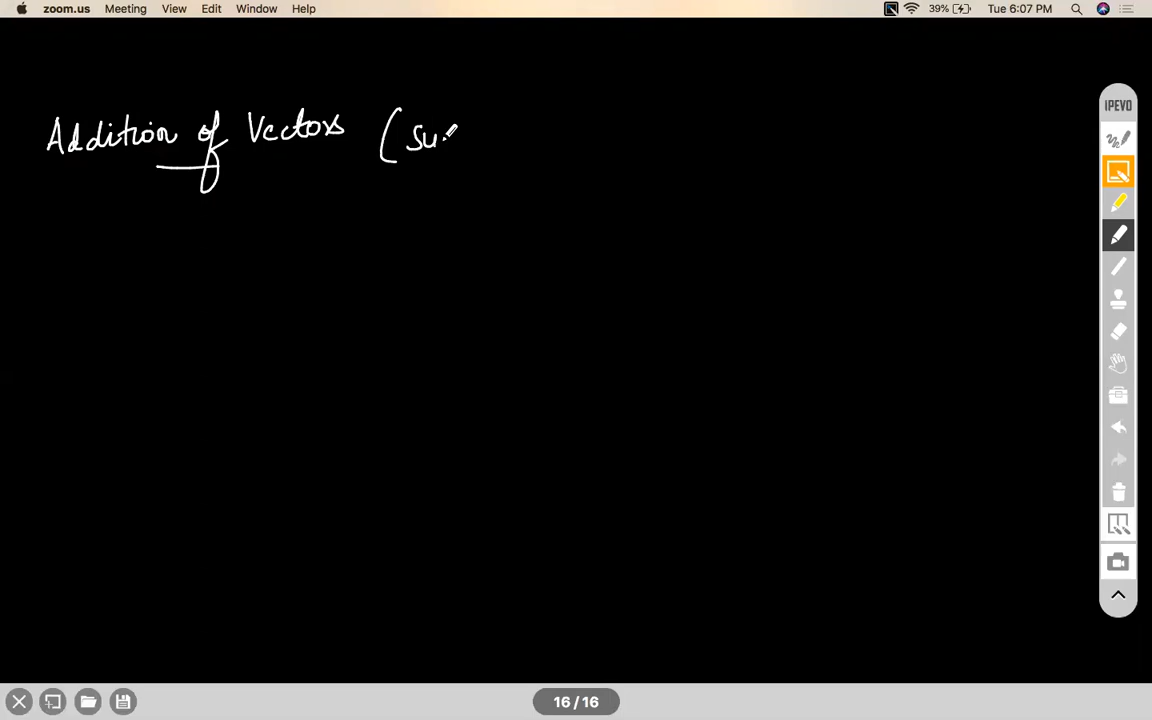 zoom.us Meeting View Edit Window Help 39% Tue 6:07 PM
IPEVO
Addition of Vectors (Su
16 / 16